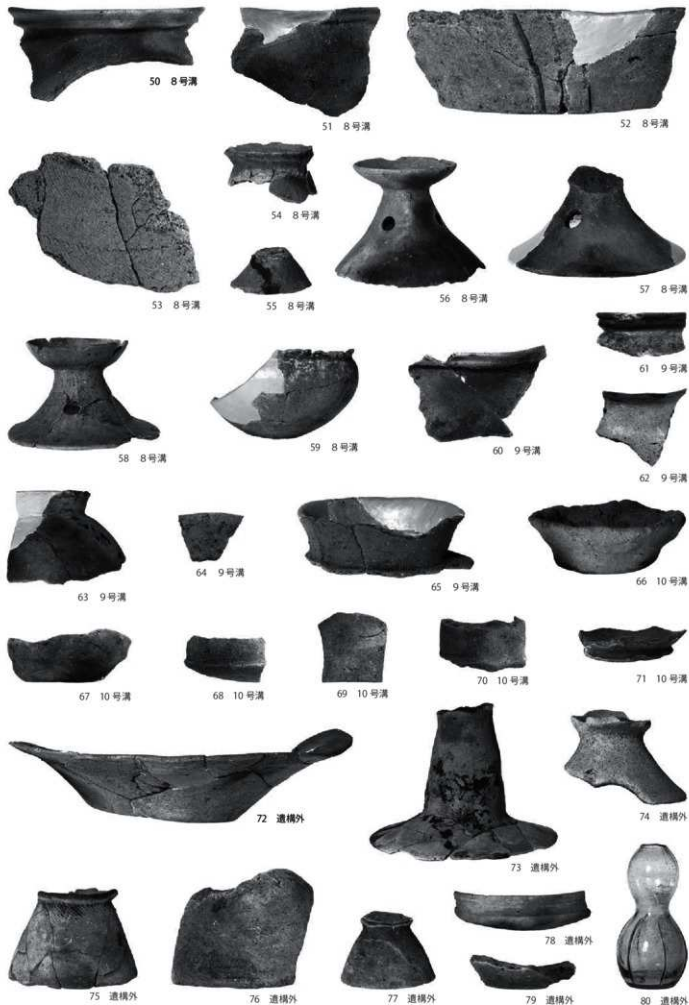 50 8号溝
51 8号溝
52 8号溝
53 8号溝
54 8号溝
55 8号溝
56 8号溝
57 8号溝
58 8号溝
59 8号溝
60 9号溝
61 9号溝
62 9号溝
63 9号溝
64 9号溝
65 9号溝
66 10号溝
67 10号溝
68 10号溝
69 10号溝
70 10号溝
71 10号溝
72 遺構外
73 遺構外
74 遺構外
75 遺構外
76 遺構外
77 遺構外
78 遺構外
79 遺構外
80 遺構外